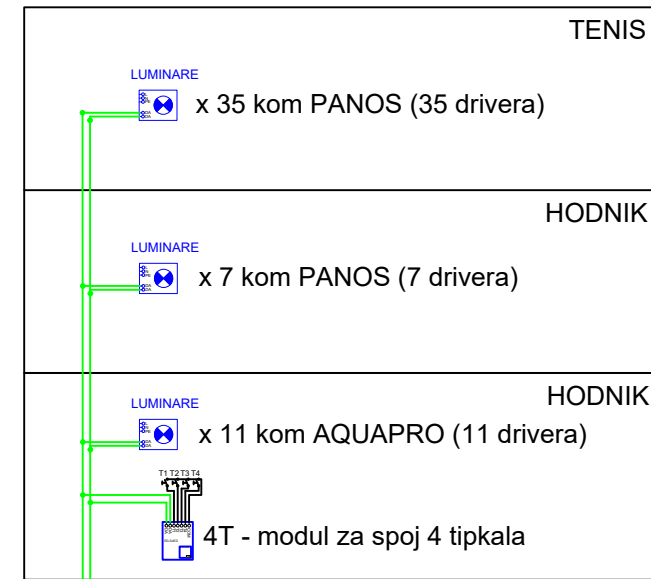 TENIS
LUMINARE
x 35 kom PANOS (35 drivera)
HODNIK
LUMINARE
x 7 kom PANOS (7 drivera)
HODNIK
LUMINARE
x 11 kom AQUAPRO (11 drivera)
T1 T2 T3 T4
4T - modul za spoj 4 tipkala